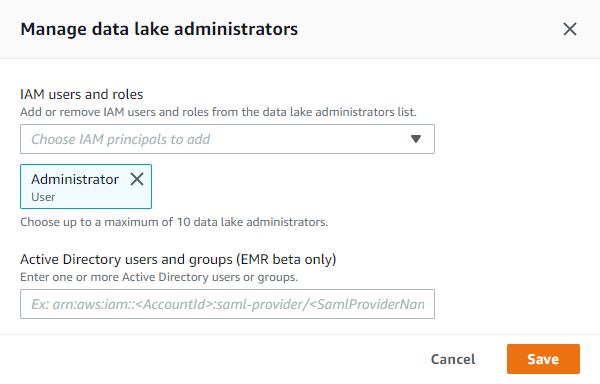 Manage data lake administrators
IAM users and roles
Add or remove IAM users and roles from the data lake administrators list.
Choose IAM principals to add
Administrator
User
Choose up to a maximum of 10 data lake administrators.
Active Directory users and groups (EMR beta only)
Enter one or more Active Directory users or groups.
Ex: arn:aws:iam::<AccountId>:saml-provider/<SamlProviderNan
Cancel Save